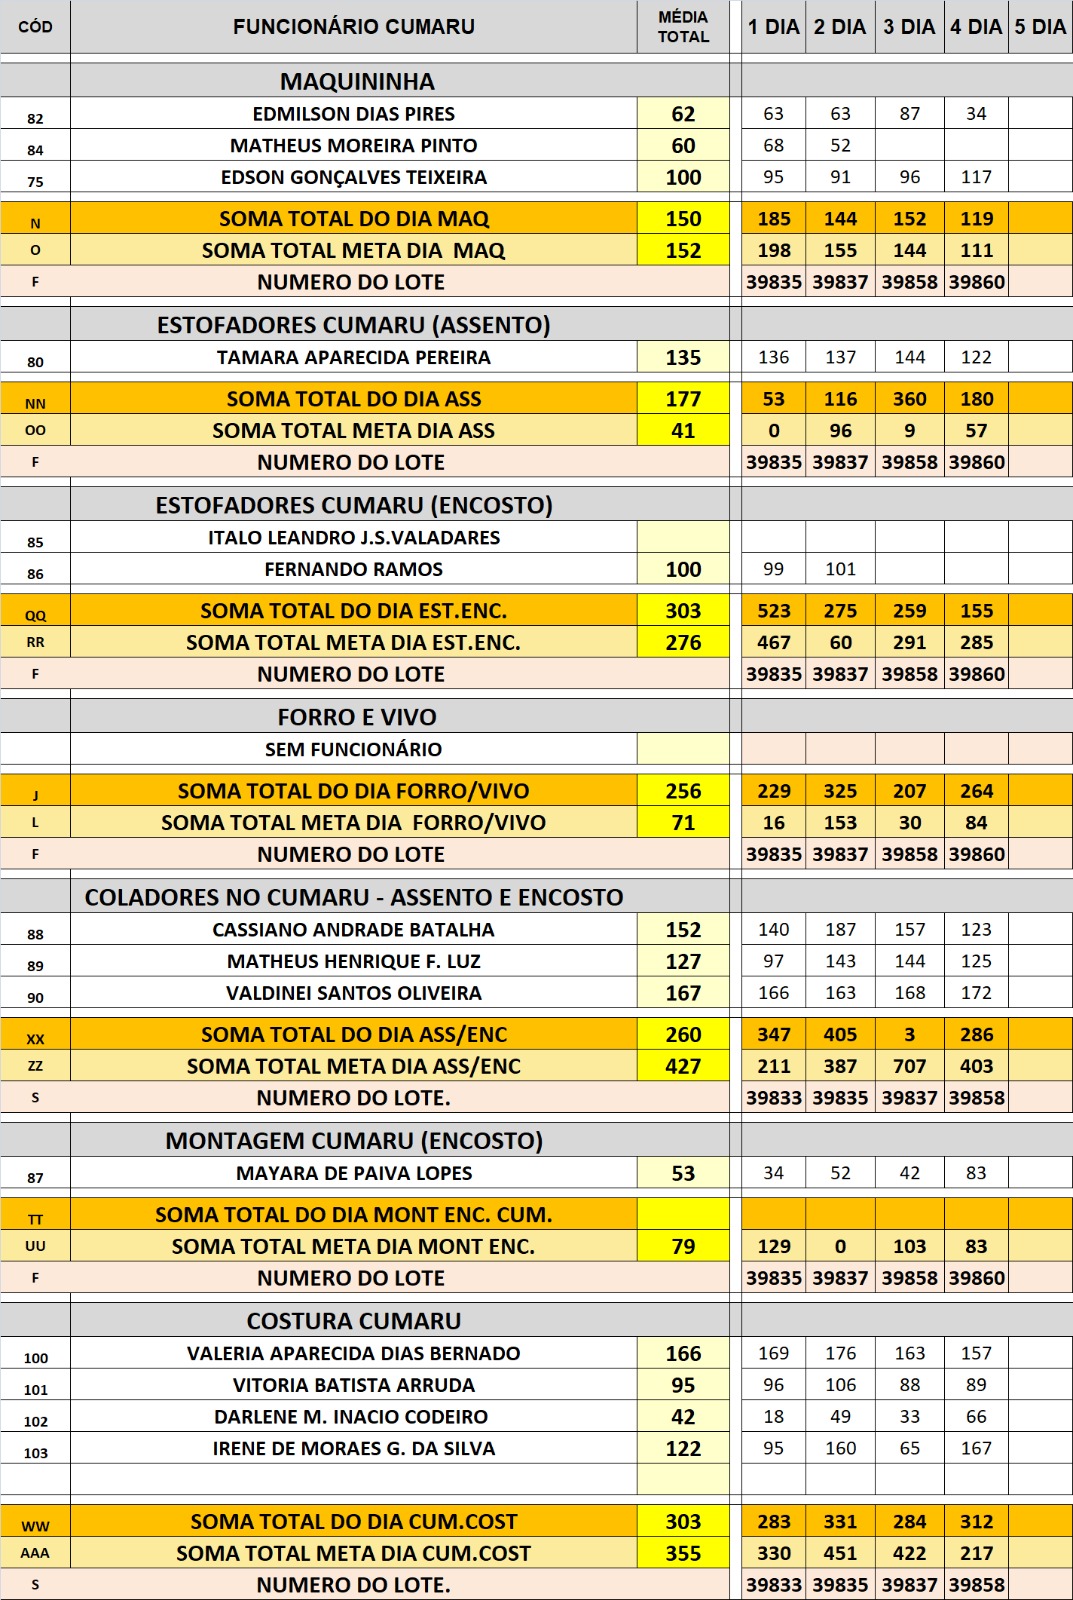 CÓD FUNCIONÁRIO CUMARU MÉDIA TOTAL 1 DIA 2 DIA 3 DIA 4 DIA 5 DIA
MAQUININHA
82 EDMILSON DIAS PIRES 62 63 63 87 34
84 MATHEUS MOREIRA PINTO 60 68 52
75 EDSON GONÇALVES TEIXEIRA 100 95 91 96 117
N SOMA TOTAL DO DIA MAQ 150 185 144 152 119
O SOMA TOTAL META DIA MAQ 152 198 155 144 111
F NUMERO DO LOTE 39835 39837 39858 39860
ESTOFADORES CUMARU (ASSENTO)
80 TAMARA APARECIDA PEREIRA 135 136 137 144 122
NN SOMA TOTAL DO DIA ASS 177 53 116 360 180
OO SOMA TOTAL META DIA ASS 41 0 96 9 57
F NUMERO DO LOTE 39835 39837 39858 39860
ESTOFADORES CUMARU (ENCOSTO)
85 ITALO LEANDRO J.S.VALADARES
86 FERNANDO RAMOS 100 99 101
QQ SOMA TOTAL DO DIA EST.ENC. 303 523 275 259 155
RR SOMA TOTAL META DIA EST.ENC. 276 467 60 291 285
F NUMERO DO LOTE 39835 39837 39858 39860
FORRO E VIVO
SEM FUNCIONÁRIO
J SOMA TOTAL DO DIA FORRO/VIVO 256 229 325 207 264
L SOMA TOTAL META DIA FORRO/VIVO 71 16 153 30 84
F NUMERO DO LOTE 39835 39837 39858 39860
COLADORES NO CUMARU - ASSENTO E ENCOSTO
88 CASSIANO ANDRADE BATALHA 152 140 187 157 123
89 MATHEUS HENRIQUE F. LUZ 127 97 143 144 125
90 VALDINEI SANTOS OLIVEIRA 167 166 163 168 172
XX SOMA TOTAL DO DIA ASS/ENC 260 347 405 3 286
ZZ SOMA TOTAL META DIA ASS/ENC 427 211 387 707 403
S NUMERO DO LOTE. 39833 39835 39837 39858
MONTAGEM CUMARU (ENCOSTO)
87 MAYARA DE PAIVA LOPES 53 34 52 42 83
TT SOMA TOTAL DO DIA MONT ENC. CUM.
UU SOMA TOTAL META DIA MONT ENC. 79 129 0 103 83
F NUMERO DO LOTE 39835 39837 39858 39860
COSTURA CUMARU
100 VALERIA APARECIDA DIAS BERNADO 166 169 176 163 157
101 VITORIA BATISTA ARRUDA 95 96 106 88 89
102 DARLENE M. INACIO CODEIRO 42 18 49 33 66
103 IRENE DE MORAES G. DA SILVA 122 95 160 65 167
WW SOMA TOTAL DO DIA CUM.COST 303 283 331 284 312
AAA SOMA TOTAL META DIA CUM.COST 355 330 451 422 217
S NUMERO DO LOTE. 39833 39835 39837 39858